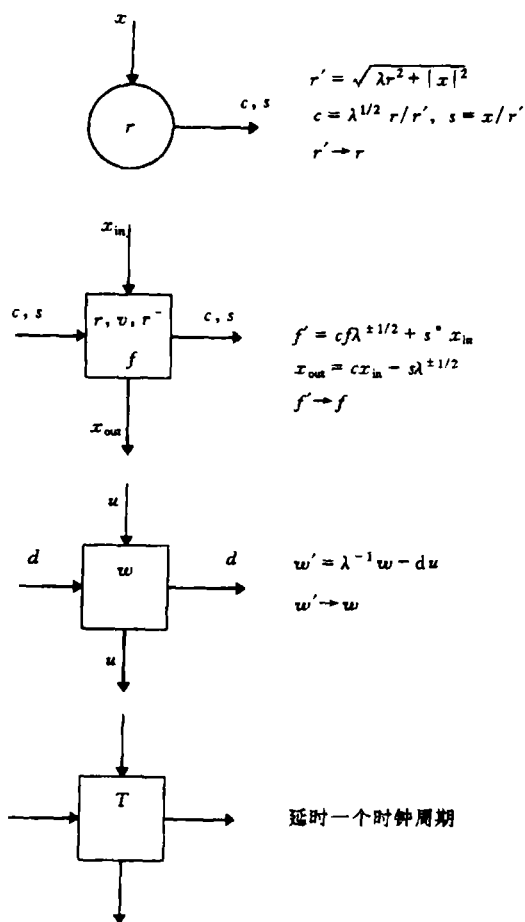 x
r
c, s
r′ = √(λr² + |x|²)
c = λ^{1/2} r/r′, s = x/r′
r′→r
x_in
c, s
r, v, r⁻
f
c, s
x_out
f′ = cfλ^{±1/2} + s* x_in
x_out = cx_in − sλ^{±1/2}
f′→f
u
d
w
d
u
w′ = λ⁻¹w − du
w′→w
T
延时一个时钟周期